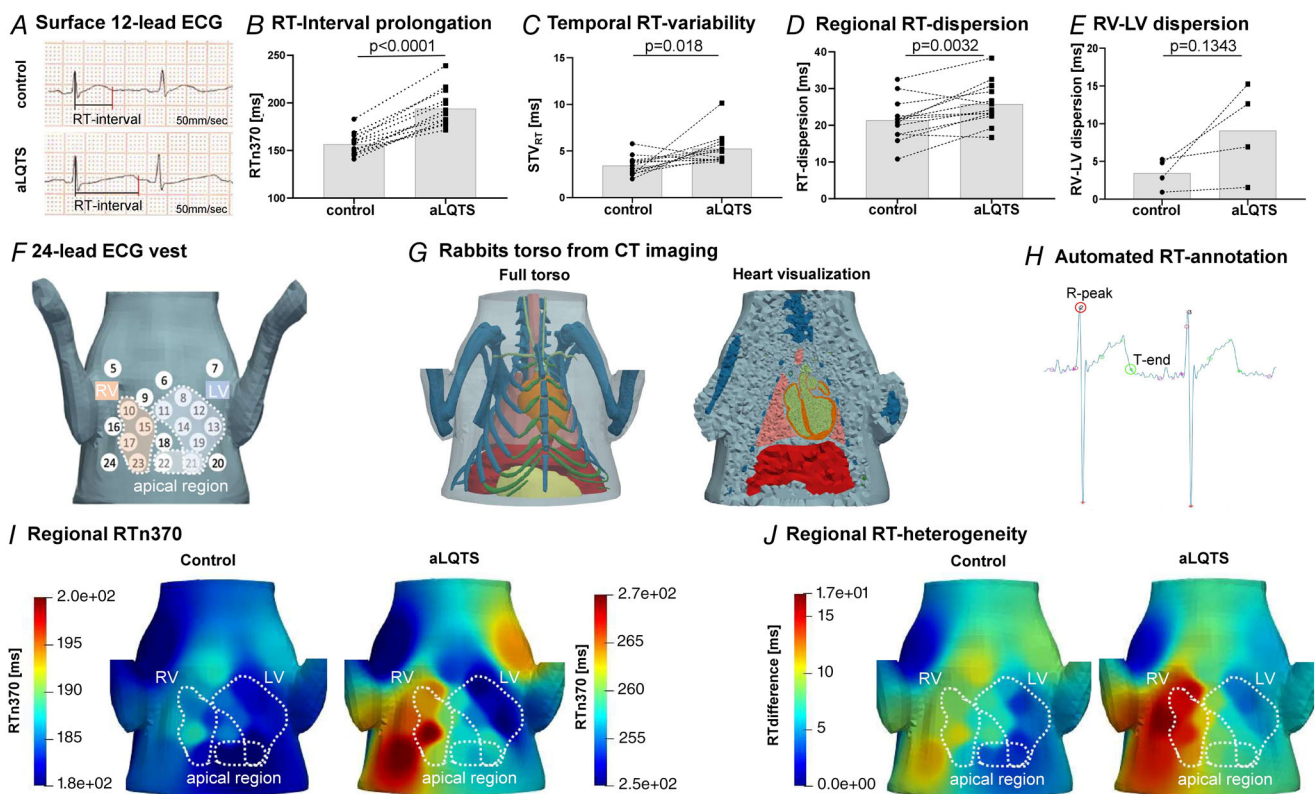 A Surface 12-lead ECG
control
RT-interval
50mm/sec
aLQTS
RT-interval
50mm/sec
B RT-Interval prolongation
p<0.0001
RTn370 [ms]
250
200
150
100
control aLQTS
C Temporal RT-variability
p=0.018
STVRT [ms]
15
10
5
0
control aLQTS
D Regional RT-dispersion
p=0.0032
RT-dispersion [ms]
40
30
20
10
0
control aLQTS
E RV-LV dispersion
p=0.1343
RV-LV dispersion [ms]
20
15
10
5
0
control aLQTS
F 24-lead ECG vest
5 6 7
RV LV
9 8
10 11 12
16 15 14 13
17 18 19
24 23 22 21 20
apical region
G Rabbits torso from CT imaging
Full torso
Heart visualization
H Automated RT-annotation
R-peak
T-end
I Regional RTn370
Control
aLQTS
RTn370 [ms]
2.0e+02
195
190
185
1.8e+02
RV LV
apical region
RV LV
apical region
RTn370 [ms]
2.7e+02
265
260
255
2.5e+02
J Regional RT-heterogeneity
Control
aLQTS
RTdifference [ms]
1.7e+01
10
5
0.0e+00
RV LV
apical region
RV LV
apical region